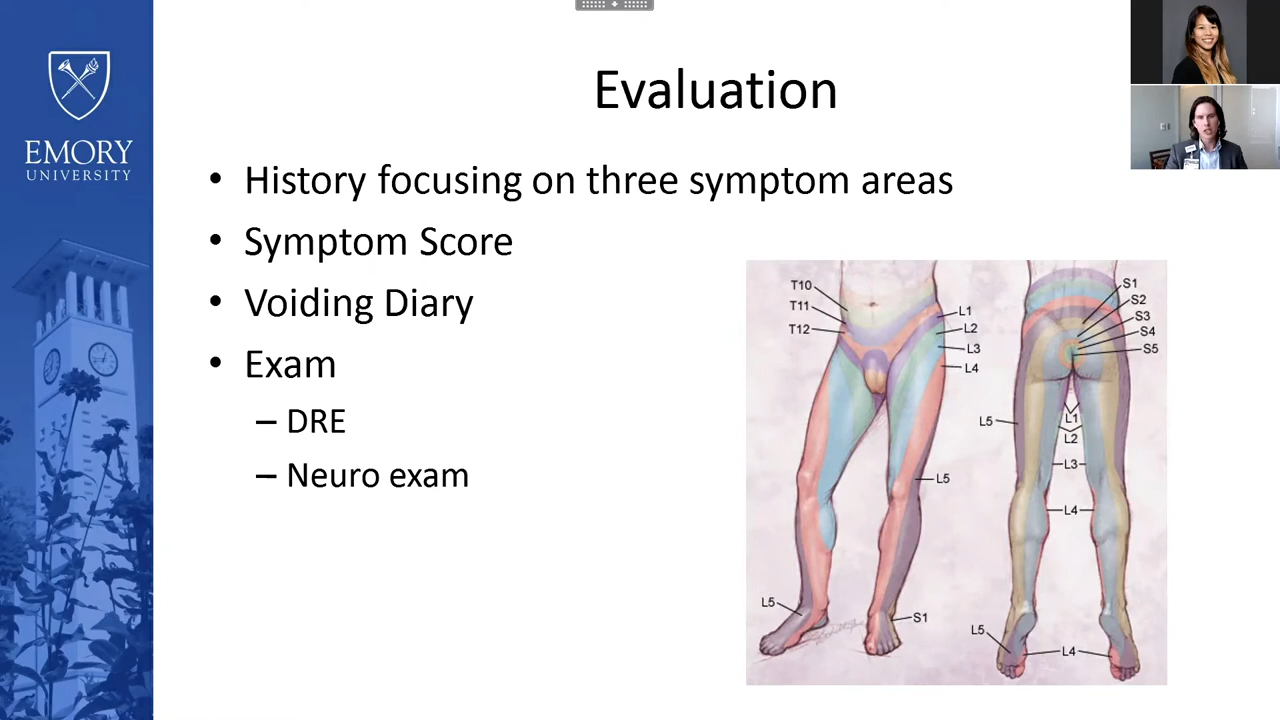 EMORY
UNIVERSITY
Evaluation
• History focusing on three symptom areas
• Symptom Score
• Voiding Diary
• Exam
– DRE
– Neuro exam
T10
T11
T12
L1
L2
L3
L4
L5
L5
S1
S1
S2
S3
S4
S5
L5
L1
L2
L3
L4
L5
L4